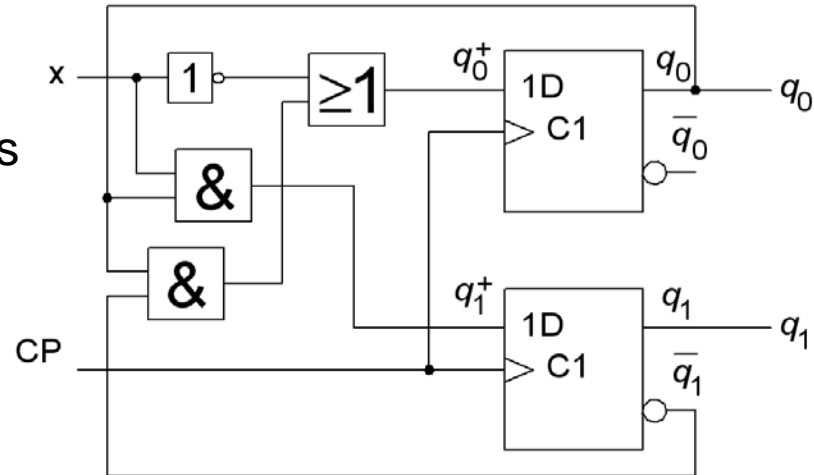 x
1
≥1
q₀⁺
1D
C1
q₀
q̅₀
q₀
s
&
&
q₁⁺
1D
C1
q₁
q̅₁
q₁
CP